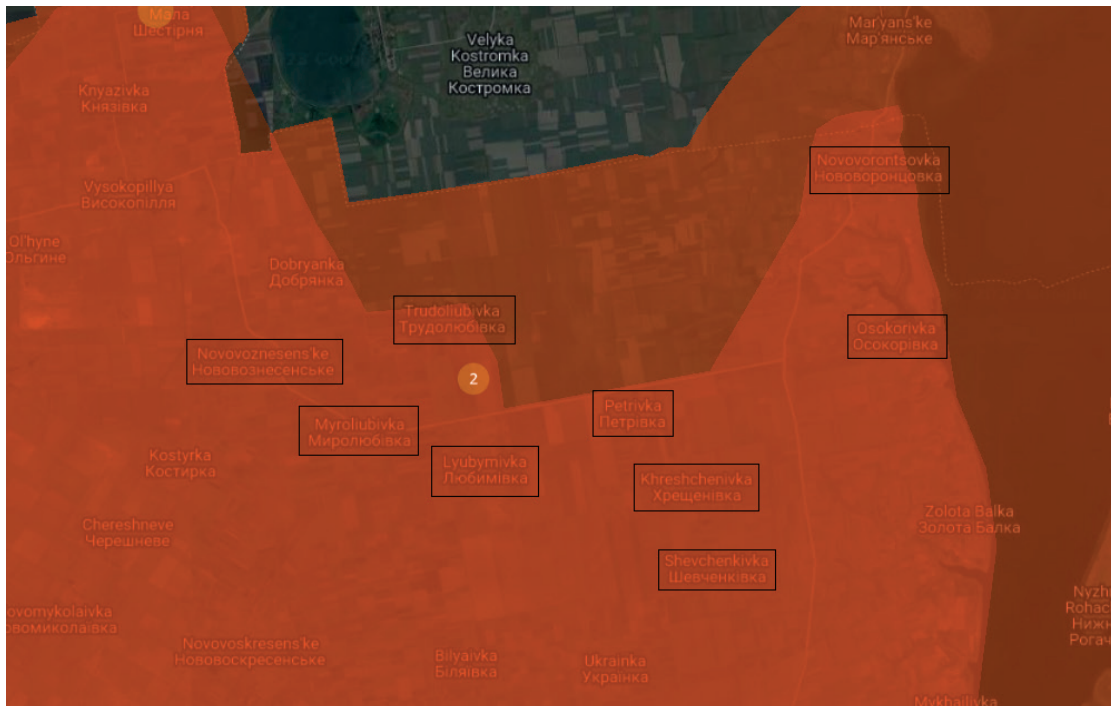 Мала
Шестірня
Velyka
Kostromka
Велика
Костромка
Mar'yans'ke
Мар'янське
Knyazivka
Князівка
Novovorontsovka
Нововоронцовка
Vysokopillya
Високопілля
Ol'hyne
Ольгине
Dobryanka
Добрянка
Trudoliubivka
Трудолюбівка
Osokorivka
Осокорівка
Novovoznesens'ke
Нововознесенське
2
Petrivka
Петрівка
Myroliubivka
Миролюбівка
Kostyrka
Костирка
Lyubymivka
Любимівка
Khreshchenivka
Хрещенівка
Chereshneve
Черешневе
Zolota Balka
Золота Балка
Shevchenkivka
Шевченківка
ovomykolaivka
овомиколаївка
Nyzh
Rohac
Нижн
Рогач
Novovoskresens'ke
Нововоскресенське
Bilyaivka
Біляївка
Ukrainka
Українка
Mykhailivka